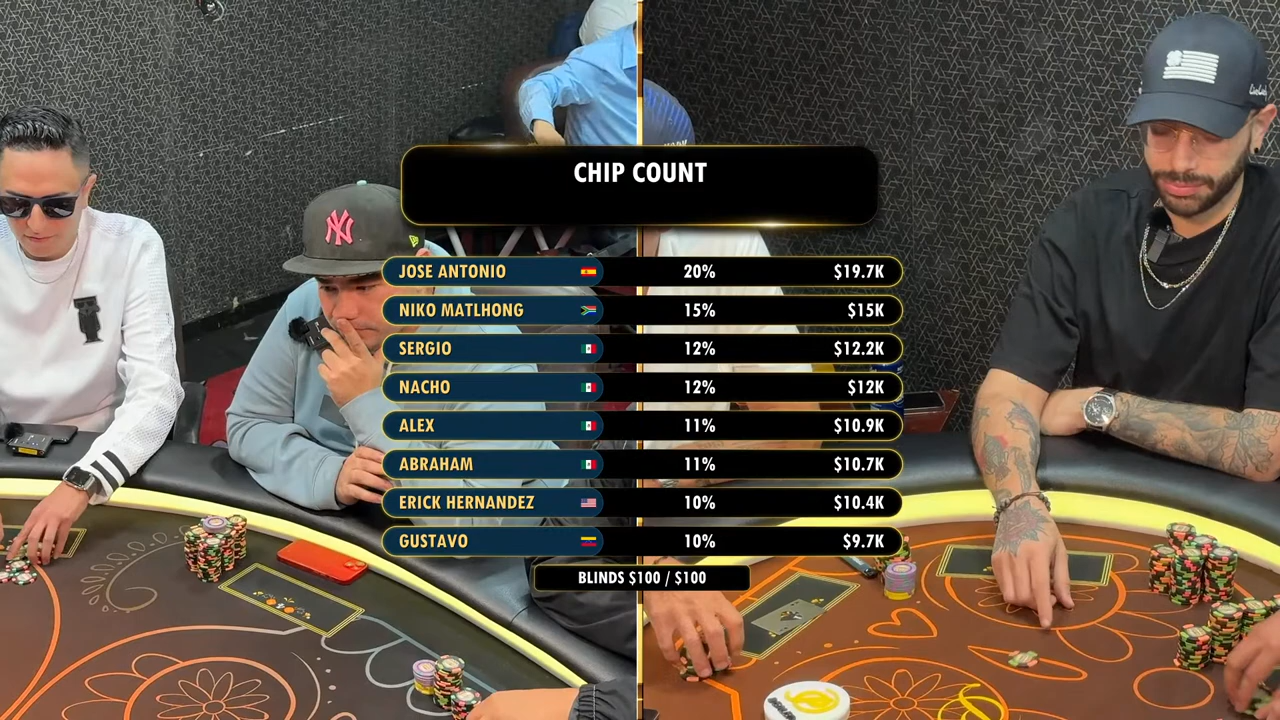 CHIP COUNT
JOSE ANTONIO 20% $19.7K
NIKO MATLHONG 15% $15K
SERGIO 12% $12.2K
NACHO 12% $12K
ALEX 11% $10.9K
ABRAHAM 11% $10.7K
ERICK HERNANDEZ 10% $10.4K
GUSTAVO 10% $9.7K
BLINDS $100 / $100
NY